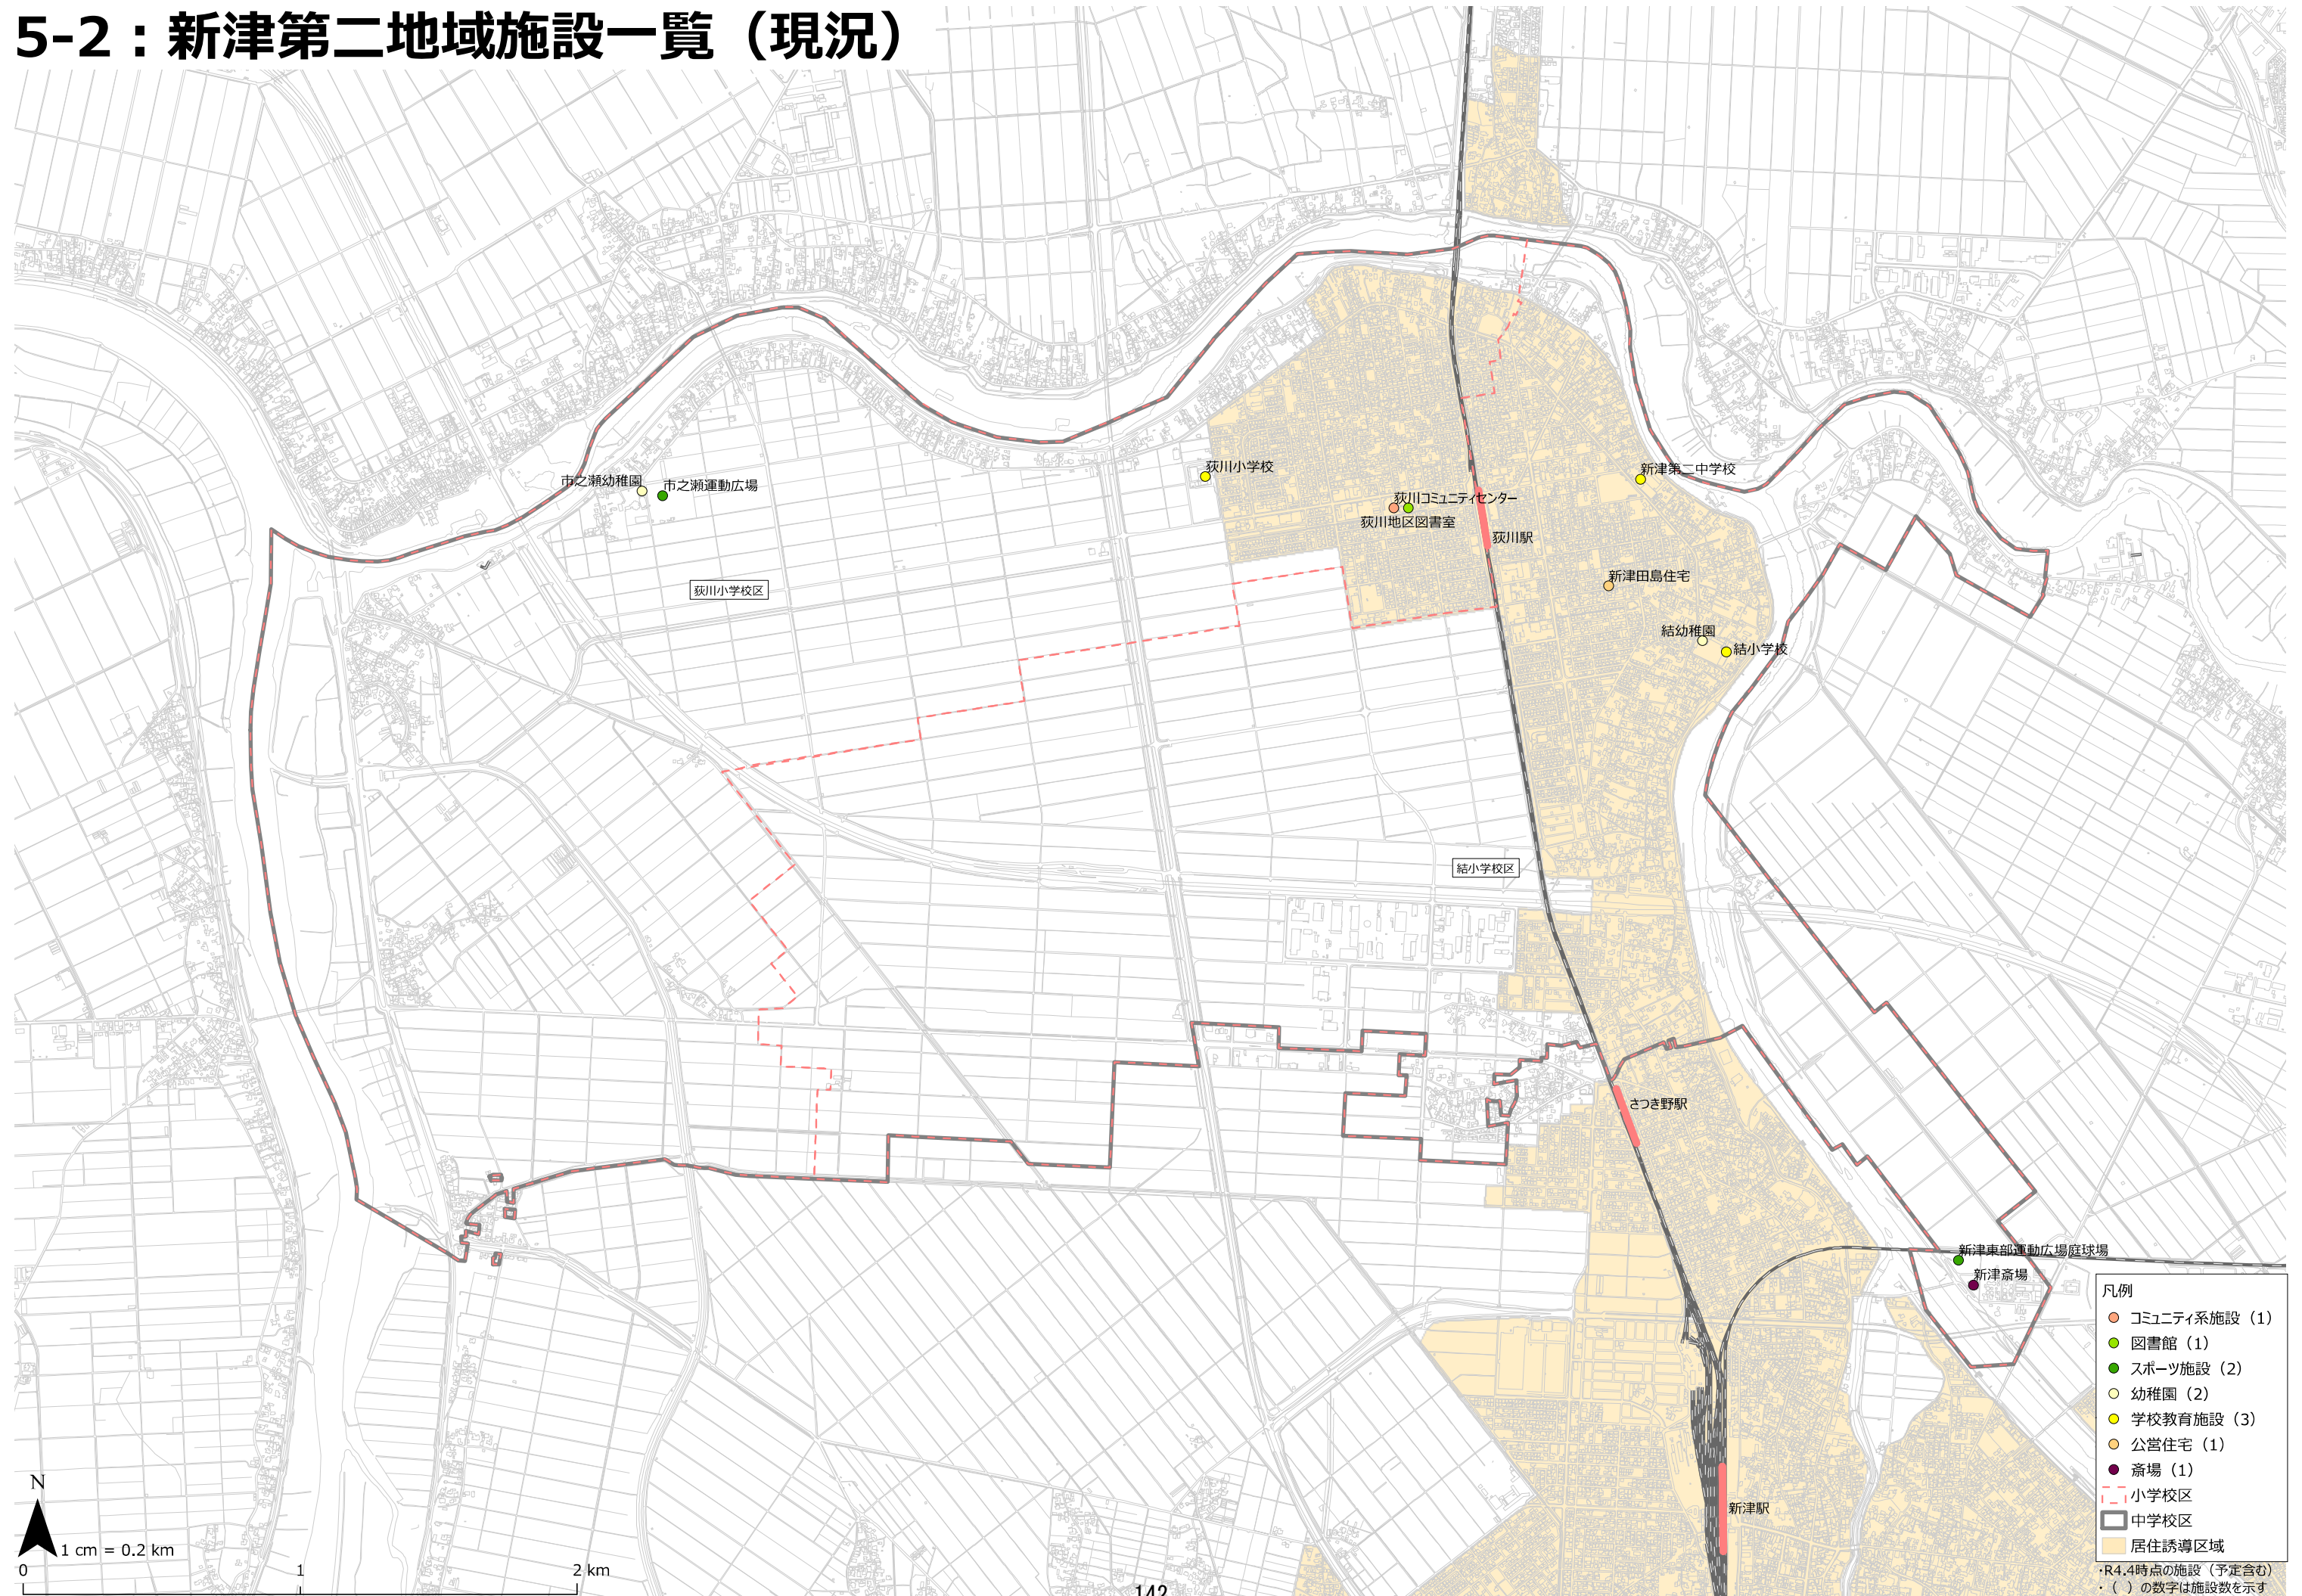 5-2：新津第二地域施設一覧（現況）
荻川小学校
新津第二中学校
市之瀬幼稚園
市之瀬運動広場
荻川コミュニティセンター
荻川地区図書室
荻川駅
新津田島住宅
荻川小学校区
結幼稚園
結小学校
結小学校区
さつき野駅
新津東部運動広場庭球場
新津斎場
新津駅
凡例
コミュニティ系施設（1）
図書館（1）
スポーツ施設（2）
幼稚園（2）
学校教育施設（3）
公営住宅（1）
斎場（1）
小学校区
中学校区
居住誘導区域
・R4.4時点の施設（予定含む）
・（ ）の数字は施設数を示す
N
1 cm = 0.2 km
0 1 2 km
142